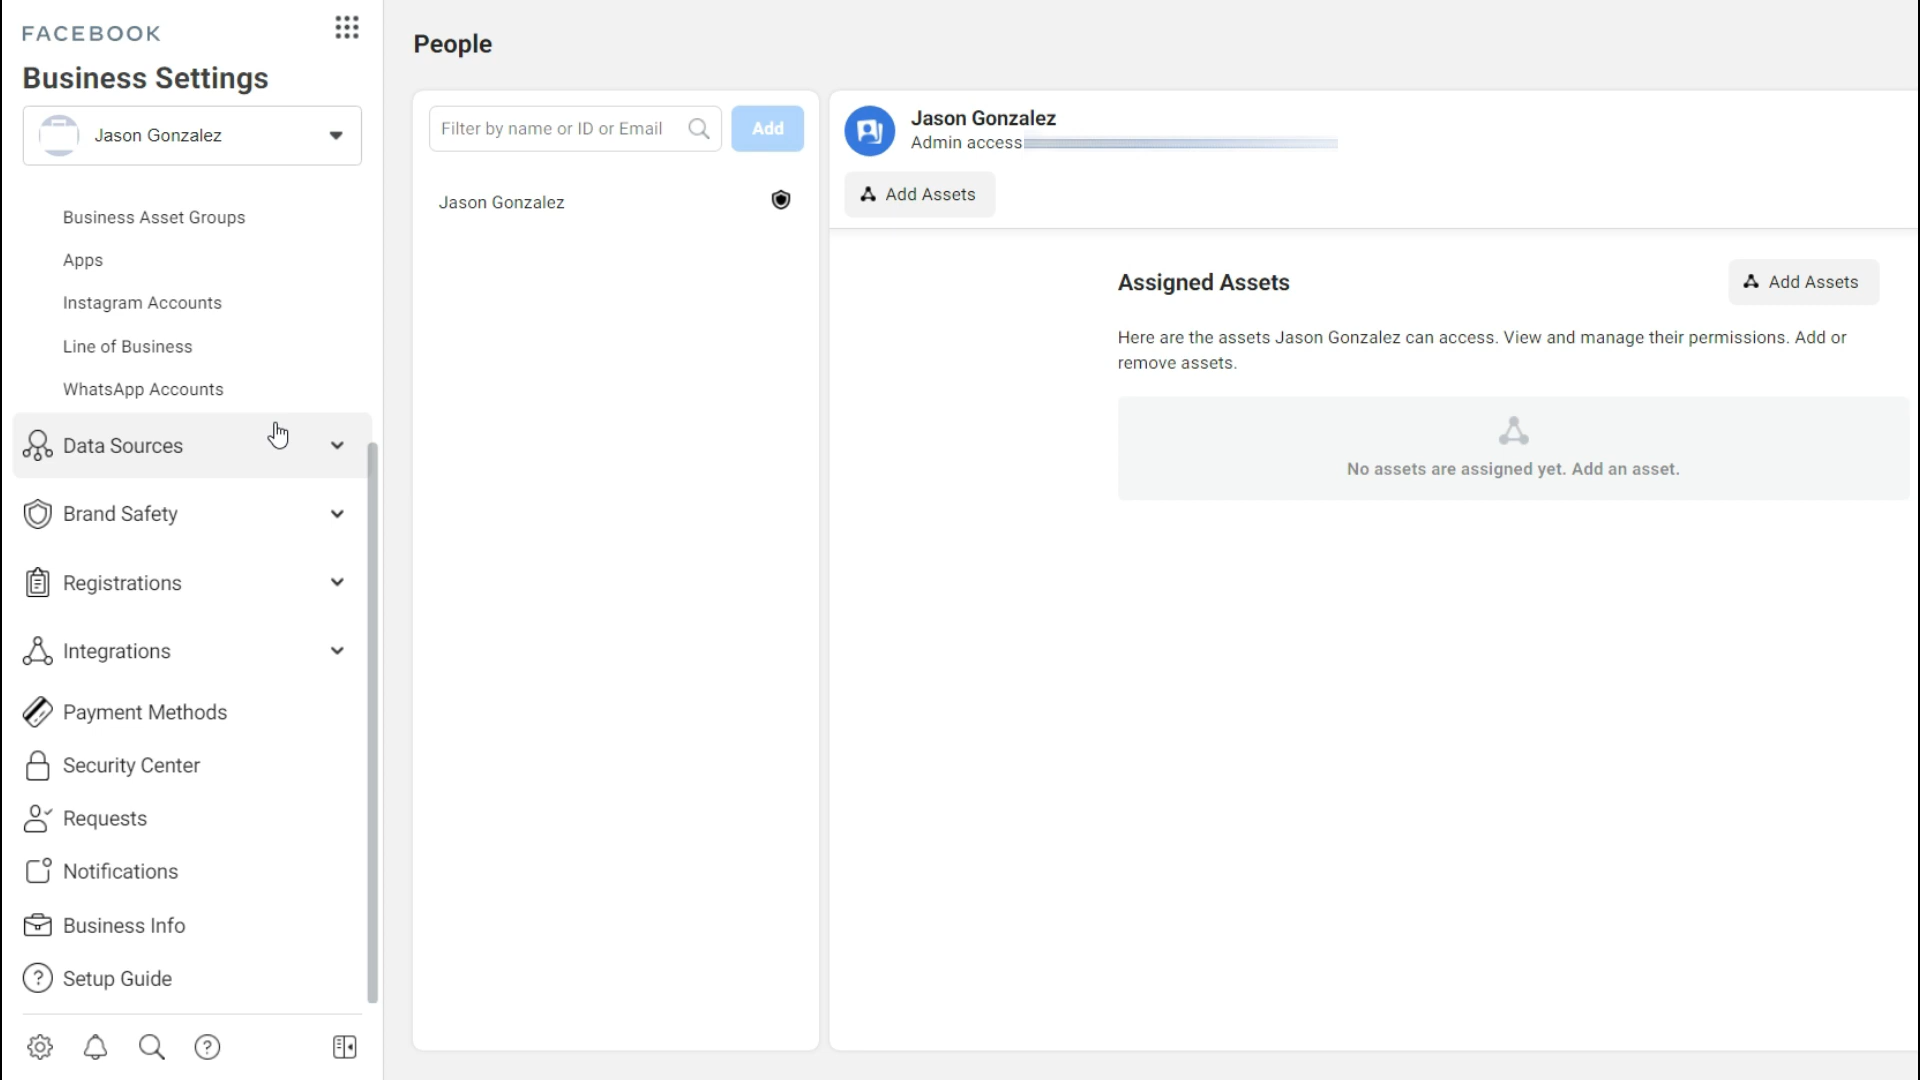 FACEBOOK
Business Settings
Jason Gonzalez
Business Asset Groups
Apps
Instagram Accounts
Line of Business
WhatsApp Accounts
Data Sources
Brand Safety
Registrations
Integrations
Payment Methods
Security Center
Requests
Notifications
Business Info
Setup Guide
People
Filter by name or ID or Email
Add
Jason Gonzalez
Jason Gonzalez
Admin access
Add Assets
Assigned Assets
Add Assets
Here are the assets Jason Gonzalez can access. View and manage their permissions. Add or
remove assets.
No assets are assigned yet. Add an asset.